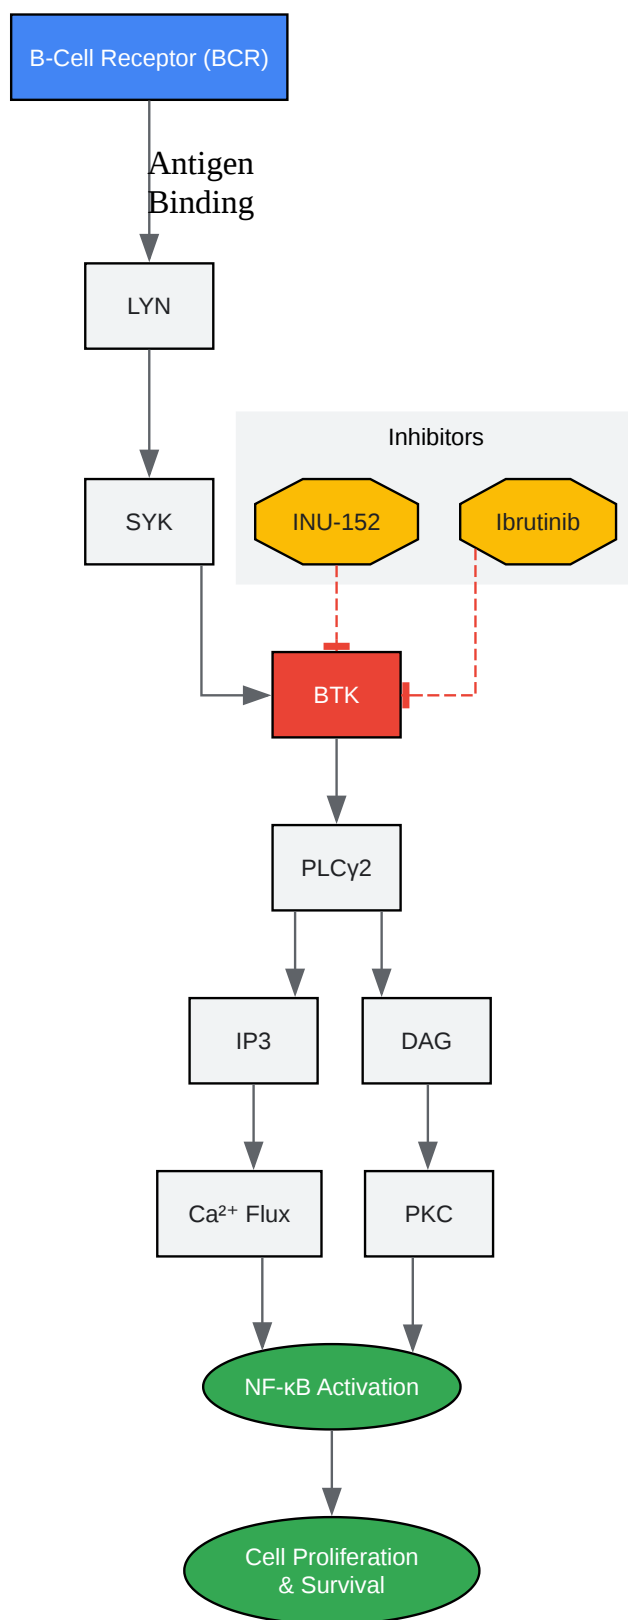 B-Cell Receptor (BCR)
Antigen
Binding
LYN
Inhibitors
SYK
INU-152
Ibrutinib
BTK
PLCγ2
IP3
DAG
Ca²⁺ Flux
PKC
NF-κB Activation
Cell Proliferation
& Survival